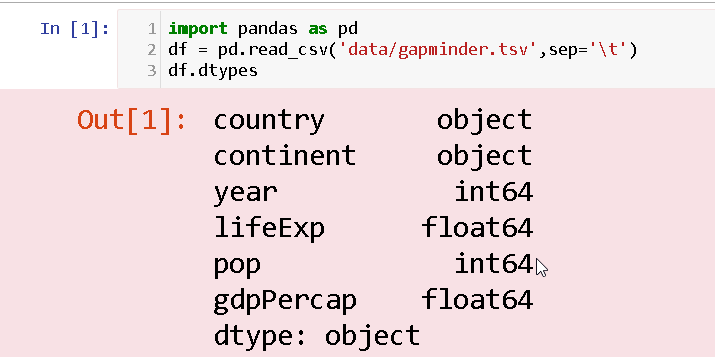 In [1]: 1 import pandas as pd
2 df = pd.read_csv('data/gapminder.tsv',sep='\t')
3 df.dtypes
Out[1]: country object
continent object
year int64
lifeExp float64
pop int64
gdpPercap float64
dtype: object